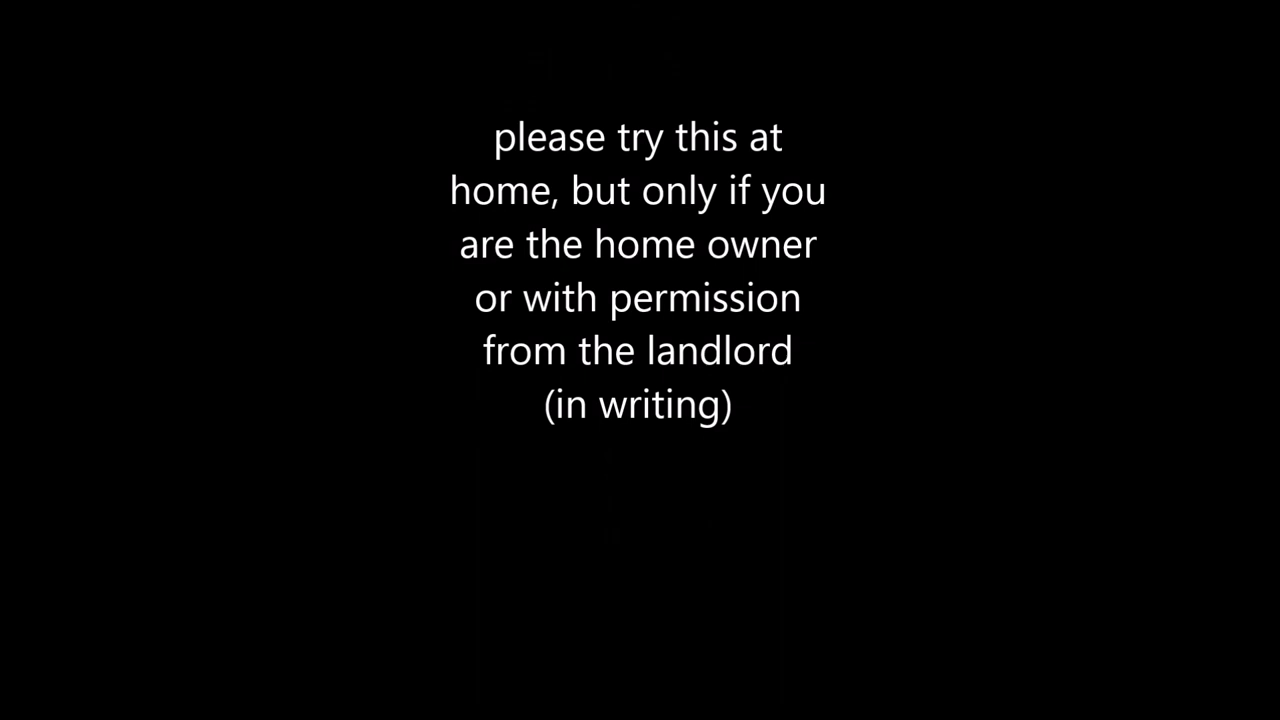 please try this at
home, but only if you
are the home owner
or with permission
from the landlord
(in writing)